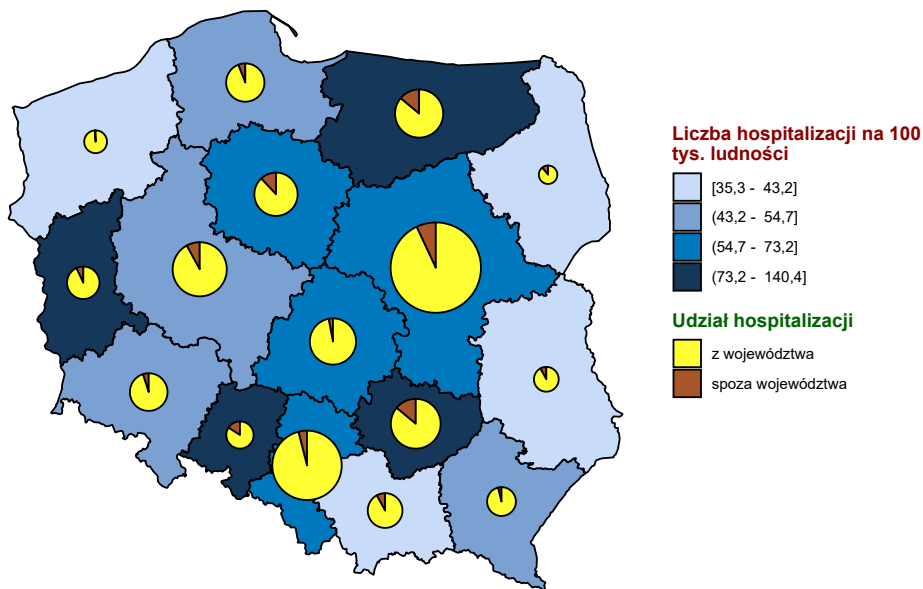 Liczba hospitalizacji na 100
tys. ludności
[35,3 - 43,2]
(43,2 - 54,7]
(54,7 - 73,2]
(73,2 - 140,4]
Udział hospitalizacji
z województwa
spoza województwa